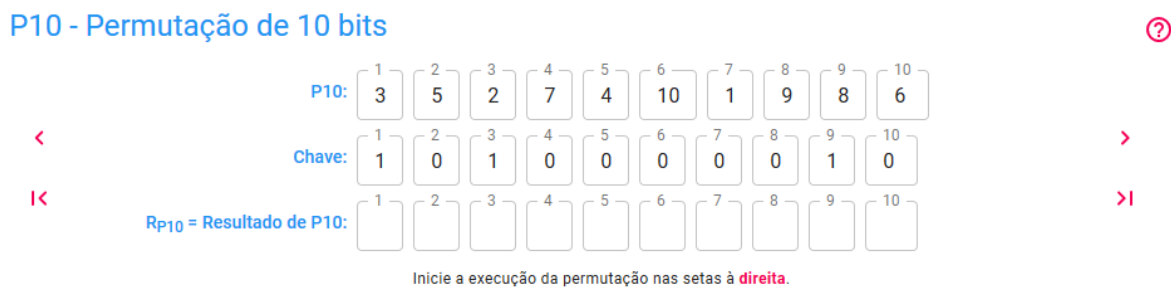 P10 - Permutação de 10 bits
1 2 3 4 5 6 7 8 9 10
P10: 3 5 2 7 4 10 1 9 8 6
1 2 3 4 5 6 7 8 9 10
Chave: 1 0 1 0 0 0 0 0 1 0
1 2 3 4 5 6 7 8 9 10
RP10 = Resultado de P10:
Inicie a execução da permutação nas setas à direita.